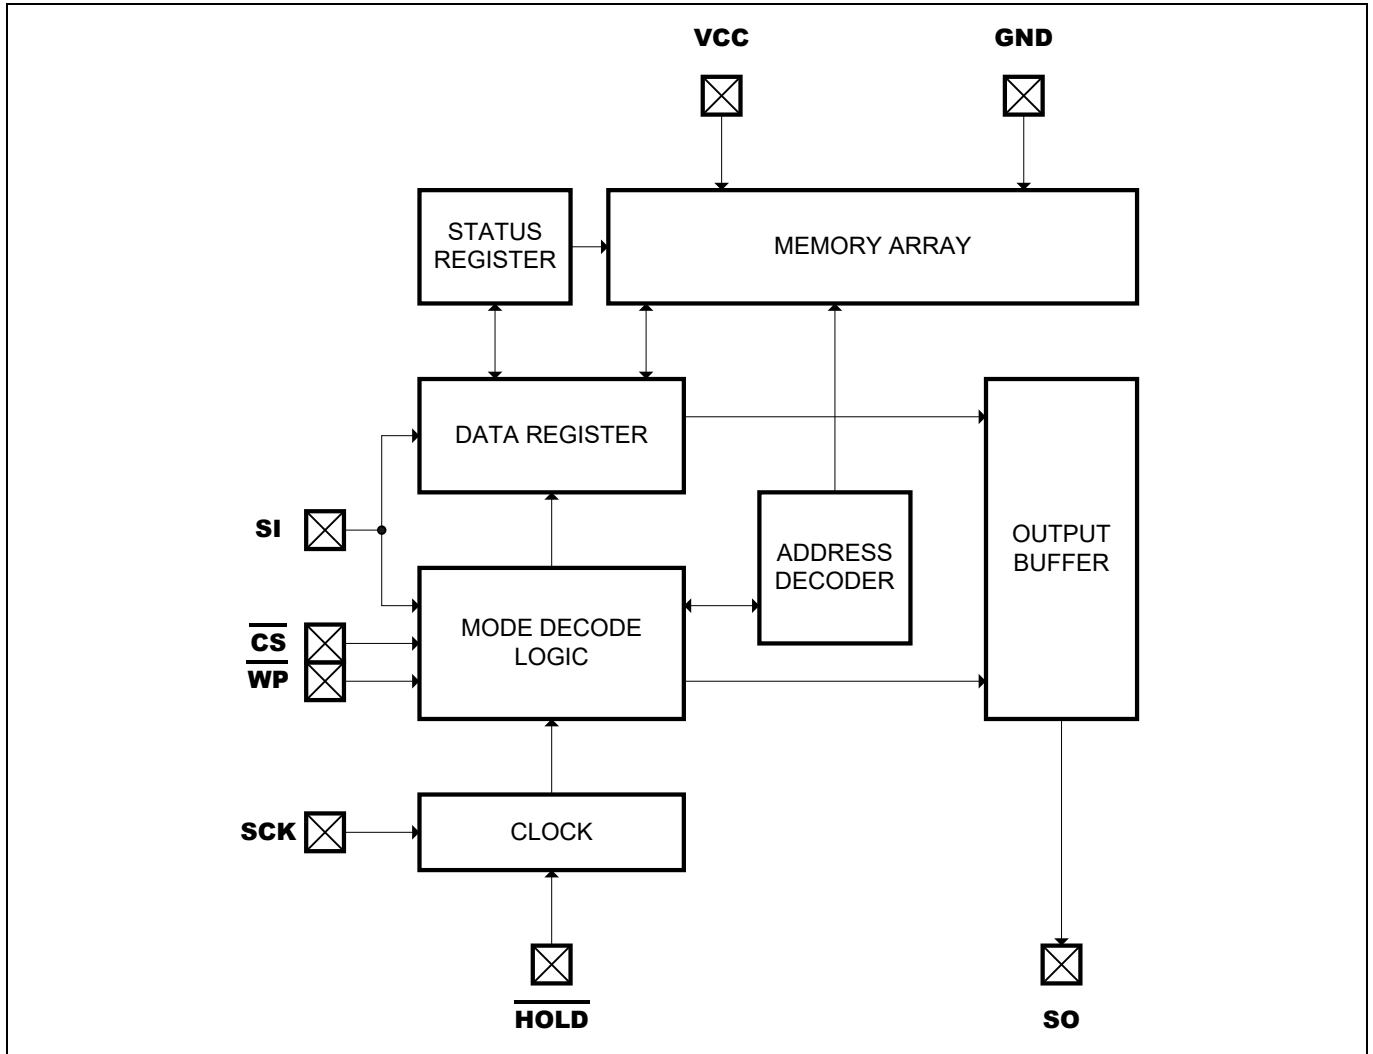 VCC
GND
STATUS
REGISTER
MEMORY ARRAY
DATA REGISTER
SI
ADDRESS
DECODER
OUTPUT
BUFFER
MODE DECODE
LOGIC
CS
WP
SCK
CLOCK
HOLD
SO